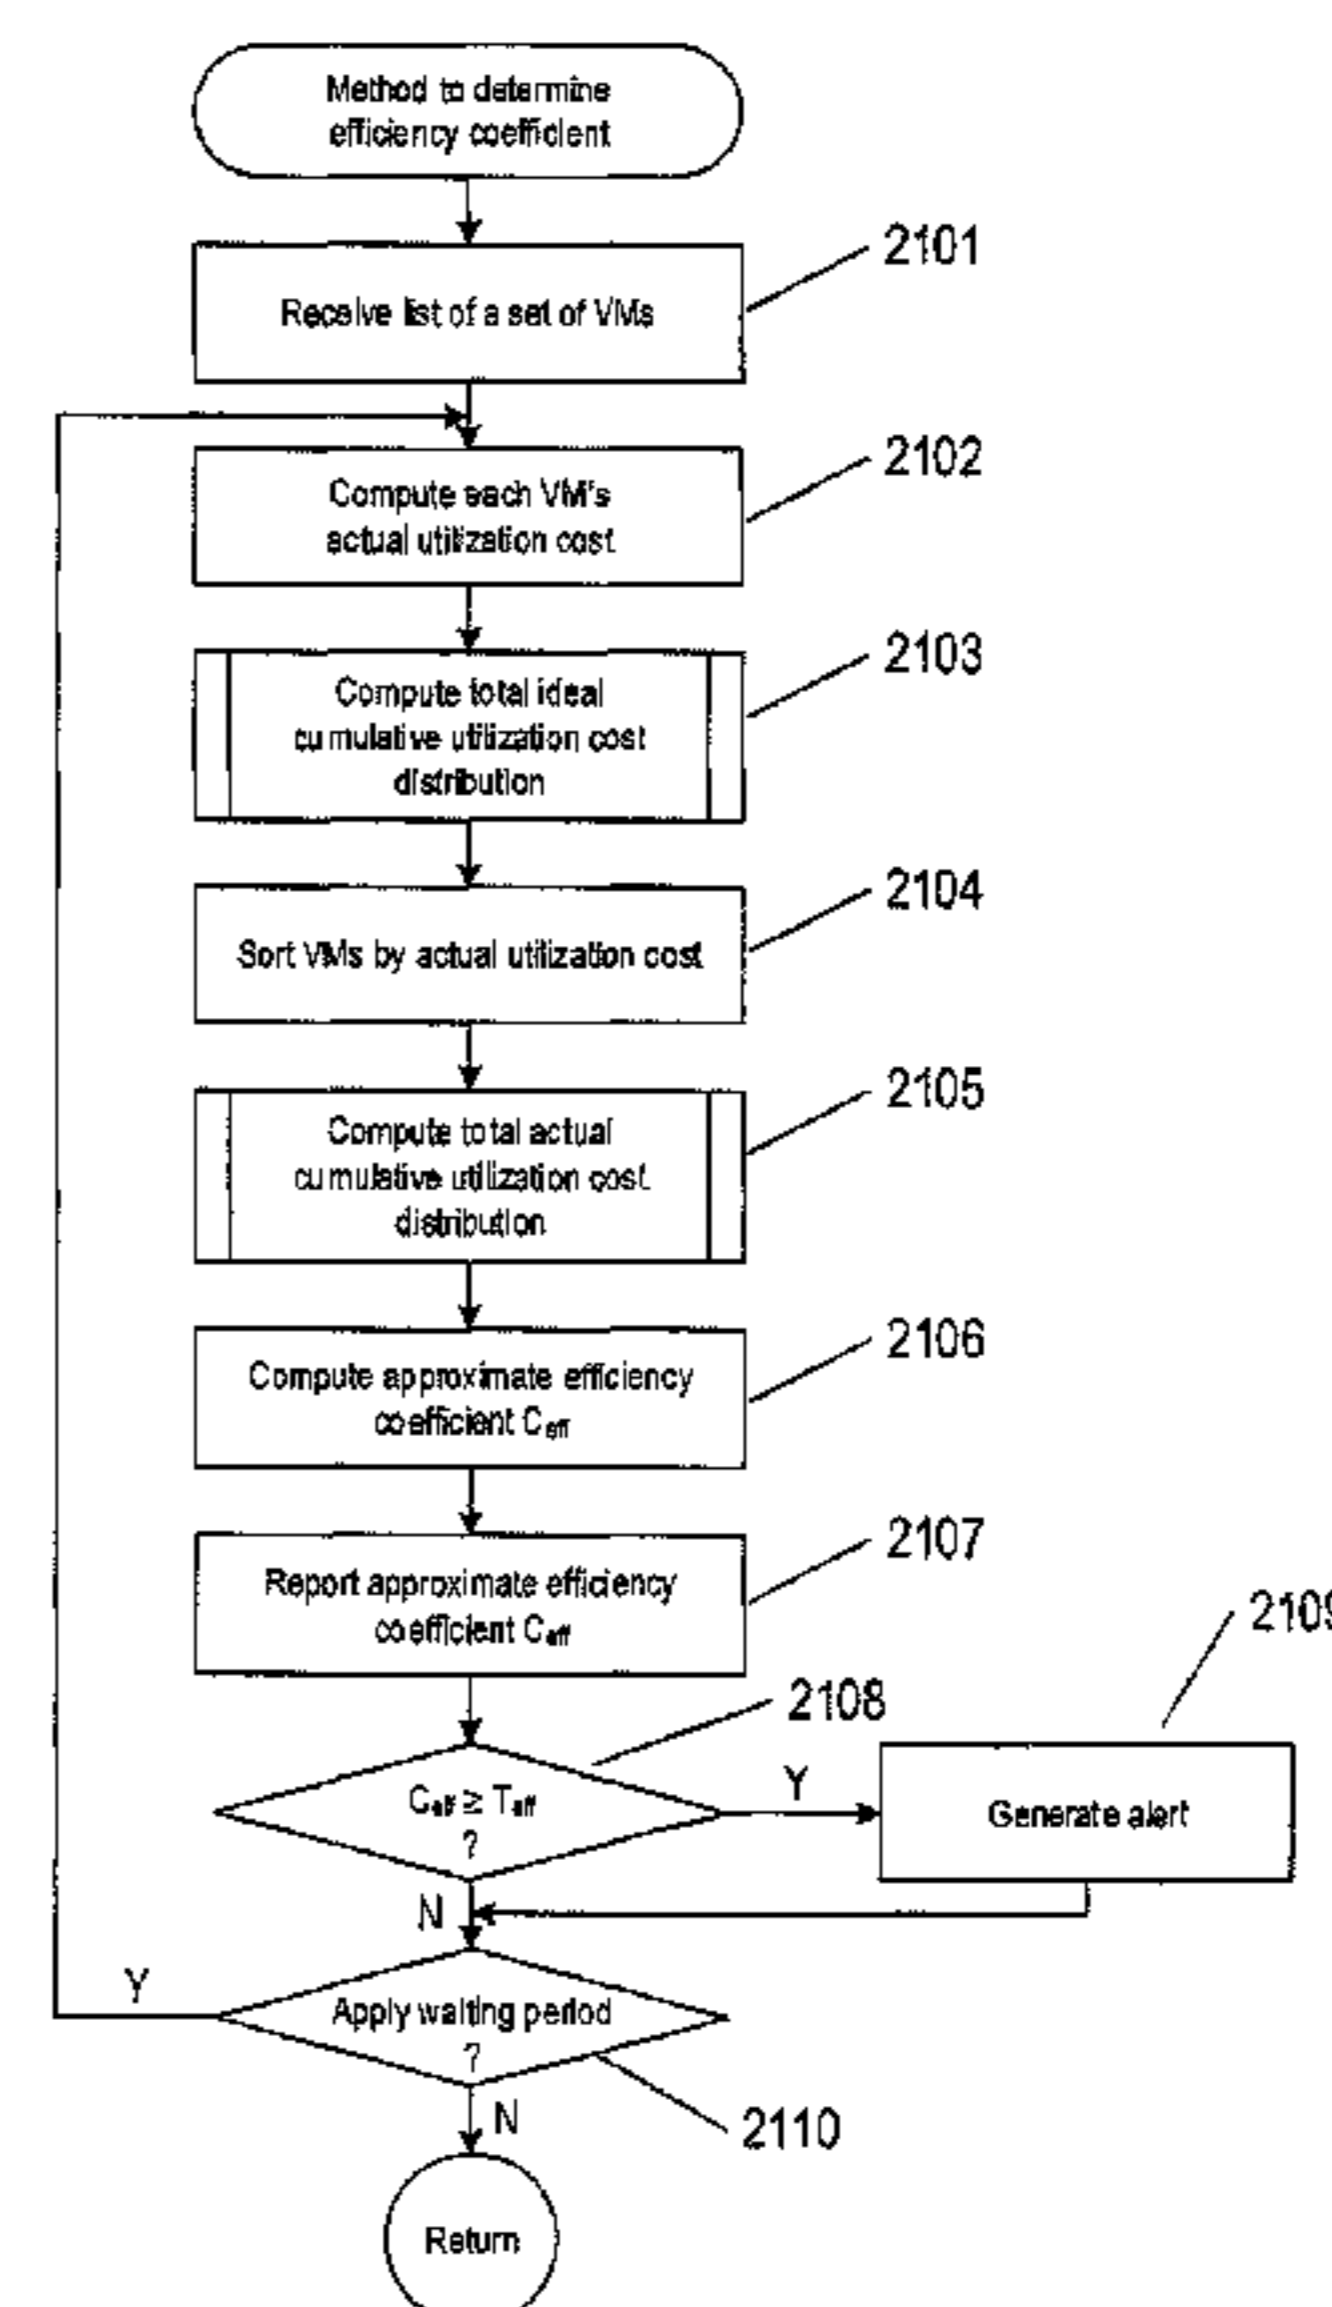 Method to determine
efficiency coefficient
2101
Receive list of a set of VMs
2102
Compute each VM's
actual utilization cost
2103
Compute total ideal
cumulative utilization cost
distribution
2104
Sort VMs by actual utilization cost
2105
Compute total actual
cumulative utilization cost
distribution
2106
Compute approximate efficiency
coefficient Ceff
2107
Report approximate efficiency
coefficient Ceff
2109
2108
Ceff ≥ Teff
?
Y
Generate alert
N
Y
Apply waiting period
?
2110
N
Return